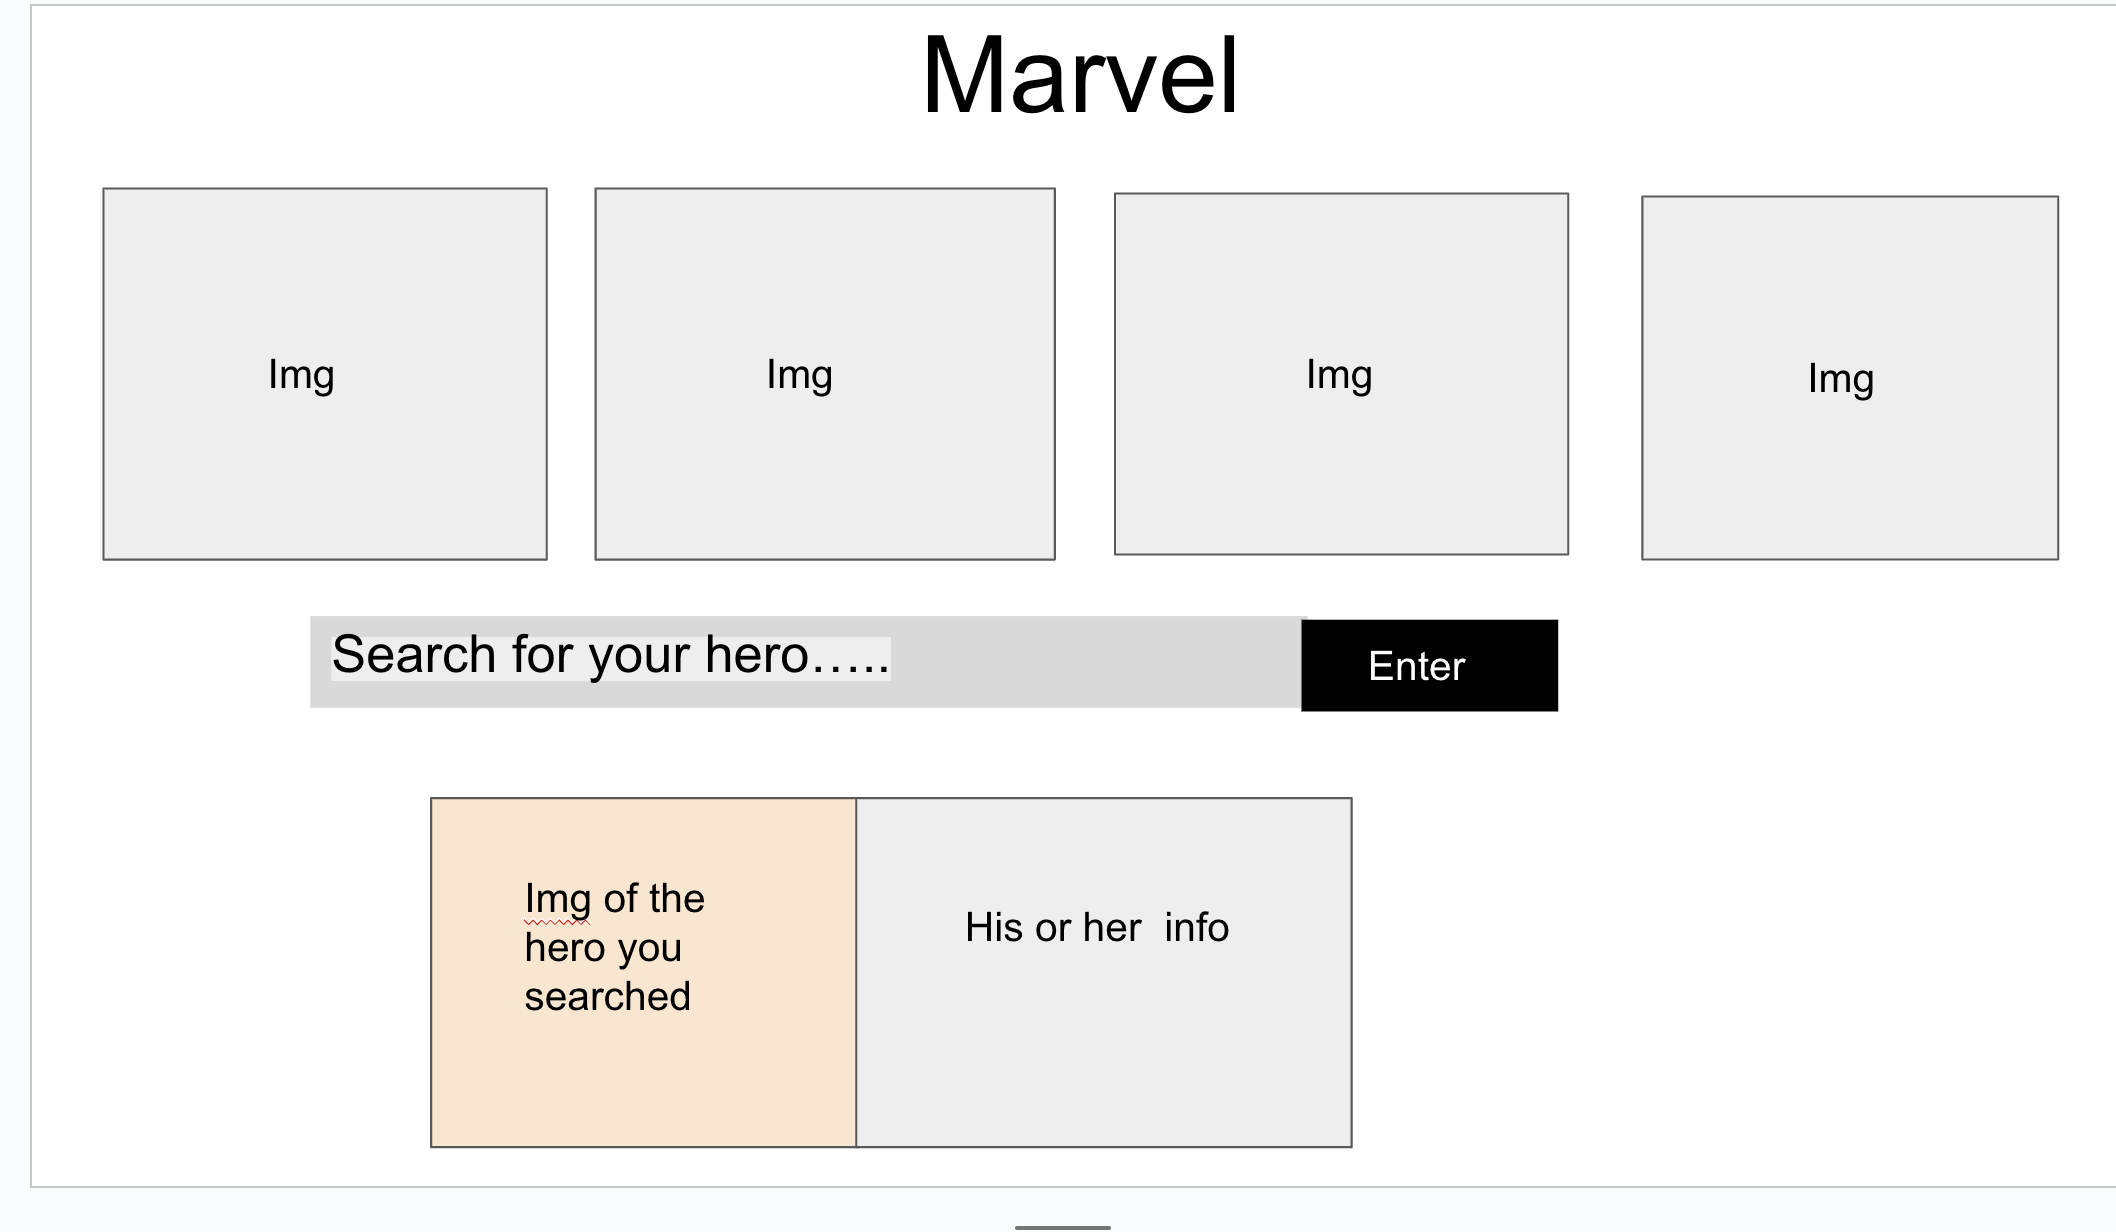 Marvel
Img
Img
Img
Img
Search for your hero…..
Enter
Img of the
hero you
searched
His or her  info